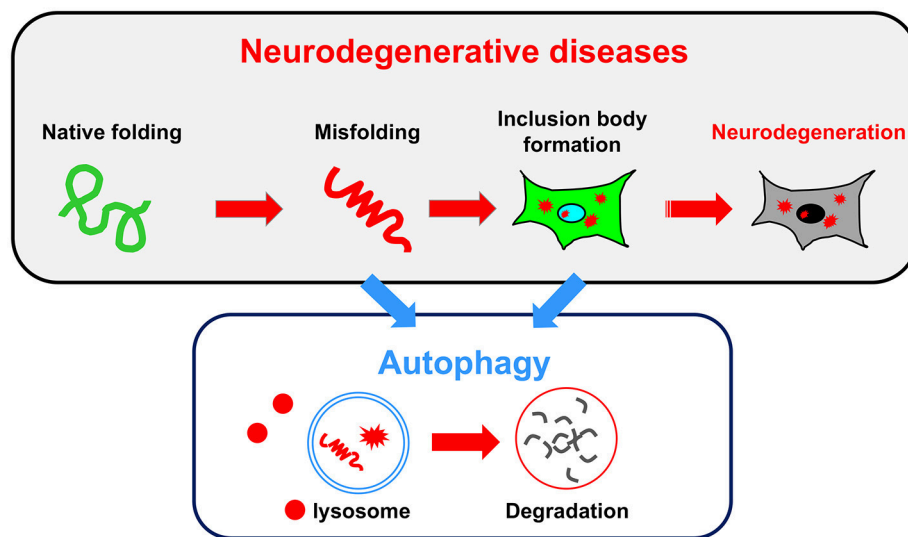 Neurodegenerative diseases
Native folding
Misfolding
Inclusion body
formation
Neurodegeneration
Autophagy
lysosome
Degradation